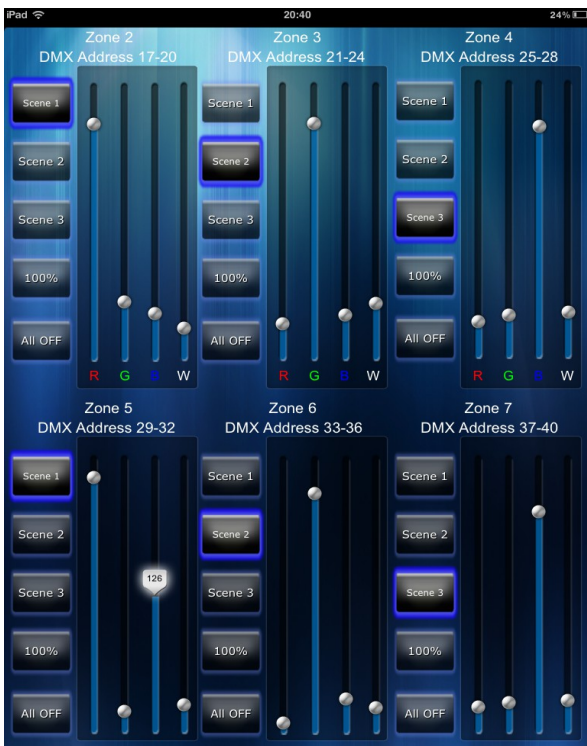 iPad 20:40 24%
Zone 2
DMX Address 17-20
Scene 1
Scene 2
Scene 3
100%
All OFF
R G B W
Zone 3
DMX Address 21-24
Scene 1
Scene 2
Scene 3
100%
All OFF
R G B W
Zone 4
DMX Address 25-28
Scene 1
Scene 2
Scene 3
100%
All OFF
R G B W
Zone 5
DMX Address 29-32
Scene 1
Scene 2
Scene 3
100%
All OFF
126
Zone 6
DMX Address 33-36
Scene 1
Scene 2
Scene 3
100%
All OFF
Zone 7
DMX Address 37-40
Scene 1
Scene 2
Scene 3
100%
All OFF